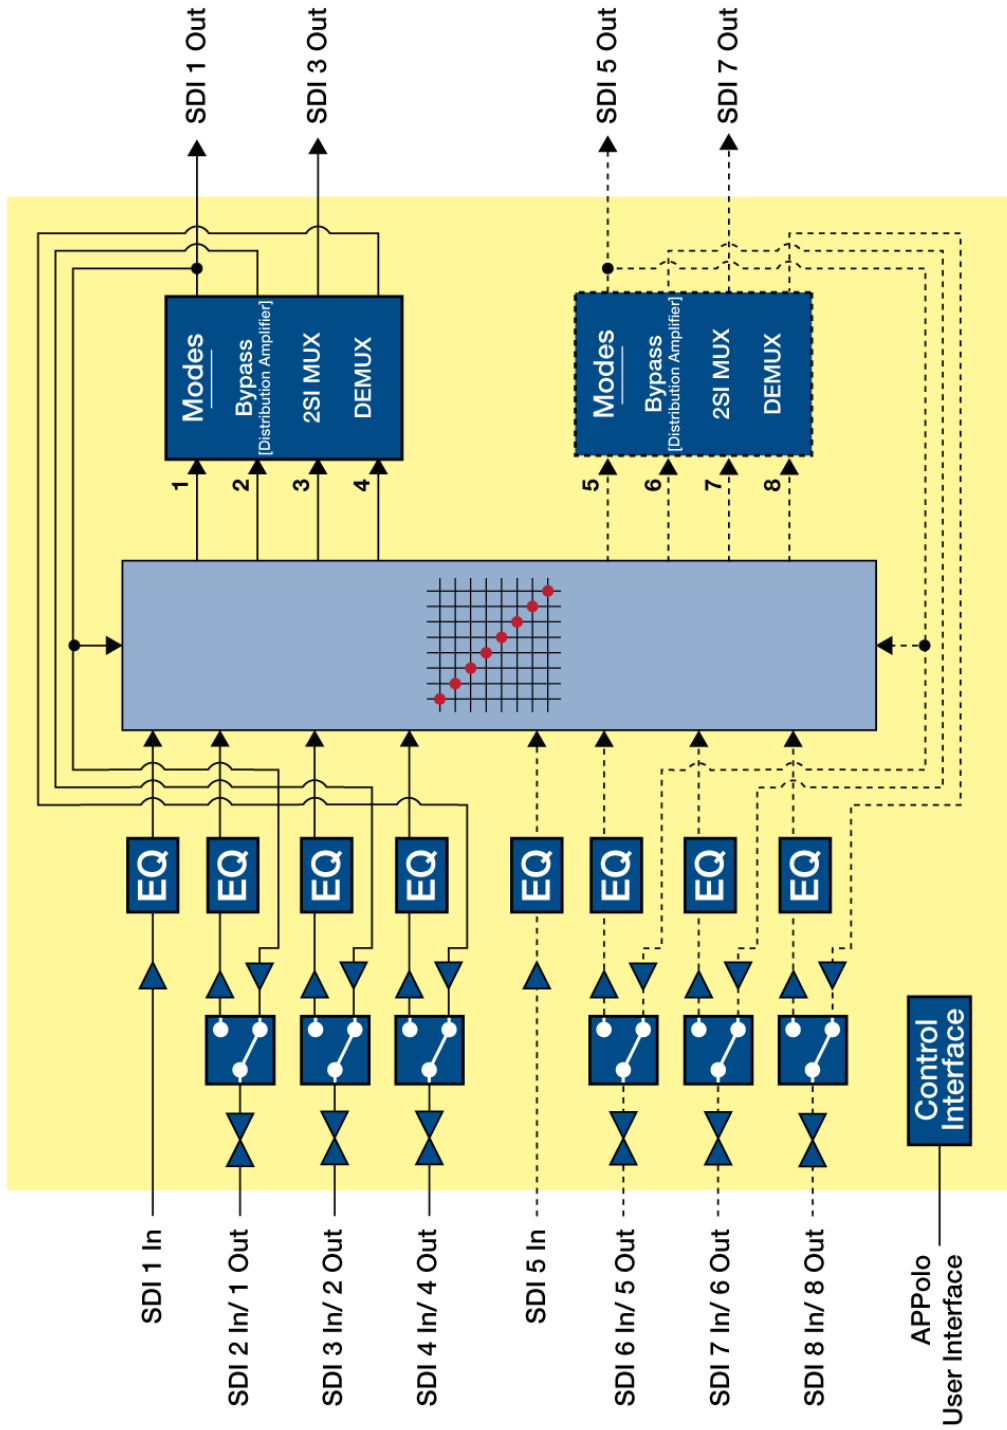 SDI 1 In
SDI 2 In/ 1 Out
SDI 3 In/ 2 Out
SDI 4 In/ 4 Out
SDI 5 In
SDI 6 In/ 5 Out
SDI 7 In/ 6 Out
SDI 8 In/ 8 Out
APPolo
User Interface
Control
Interface
EQ
EQ
EQ
EQ
EQ
EQ
EQ
EQ
1
2
3
4
Modes
Bypass
[Distribution Amplifier]
2SI MUX
DEMUX
5
6
7
8
Modes
Bypass
[Distribution Amplifier]
2SI MUX
DEMUX
SDI 1 Out
SDI 3 Out
SDI 5 Out
SDI 7 Out